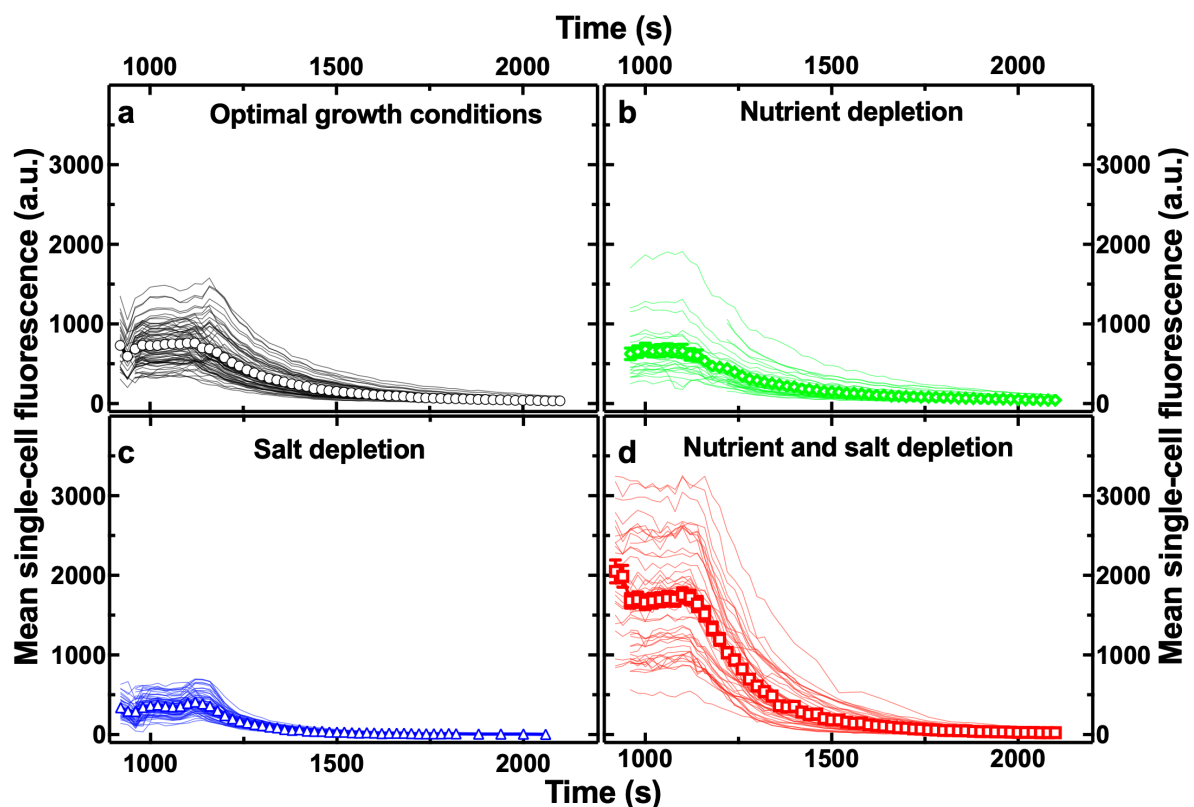 Time (s)
1000 1500 2000 1000 1500 2000
a Optimal growth conditions b Nutrient depletion
3000 3000
2000 2000
1000 1000
0 0
c Salt depletion d Nutrient and salt depletion
3000 3000
2000 2000
1000 1000
0 0
1000 1500 2000 1000 1500 2000
Time (s)
Mean single-cell fluorescence (a.u.)
Mean single-cell fluorescence (a.u.)